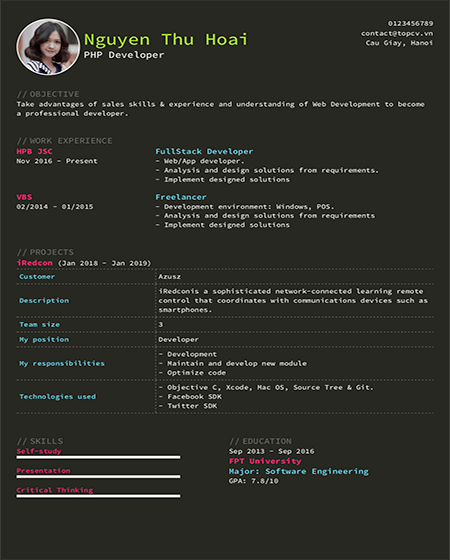 Nguyen Thu Hoai
PHP Developer
0123456789
contact@topcv.vn
Cau Giay, Hanoi
//OBJECTIVE
Take advantages of sales skills & experience and understanding of Web Development to become
a professional developer.
//WORK EXPERIENCE
HPB JSC
Nov 2016 - Present
FullStack Developer
- Web/App developer.
- Analysis and design solutions from requirements.
- Implement designed solutions
VBS
02/2014 - 01/2015
Freelancer
- Development environment: Windows, POS.
- Analysis and design solutions from requirements
- Implement designed solutions
//PROJECTS
iRedcon (Jan 2018 - Jan 2019)
Customer
Azusz
Description
iRedconis a sophisticated network-connected learning remote
control that coordinates with communications devices such as
smartphones.
Team size
3
My position
Developer
My responsibilities
- Development
- Maintain and develop new module
- Optimize code
Technologies used
- Objective C, Xcode, Mac OS, Source Tree & Git.
- Facebook SDK
- Twitter SDK
//SKILLS
Self-study
Presentation
Critical Thinking
//EDUCATION
Sep 2013 - Sep 2016
FPT University
Major: Software Engineering
GPA: 7.8/10